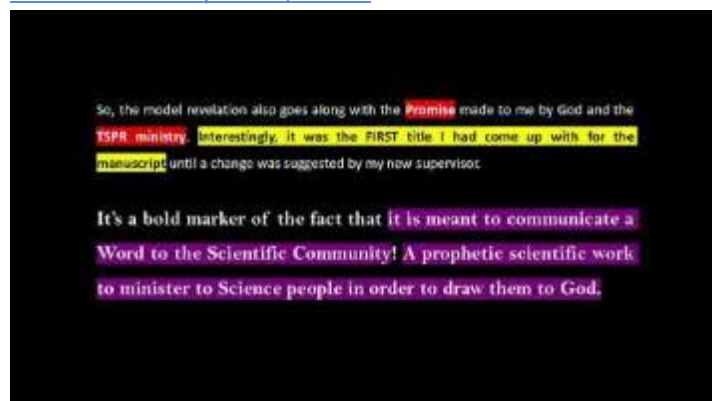 So, the model revelation also goes along with the Promise made to me by God and the
TSPR ministry. Interestingly, it was the FIRST title I had come up with for the
manuscript until a change was suggested by my new supervisor.
It's a bold marker of the fact that it is meant to communicate a
Word to the Scientific Community! A prophetic scientific work
to minister to Science people in order to draw them to God.